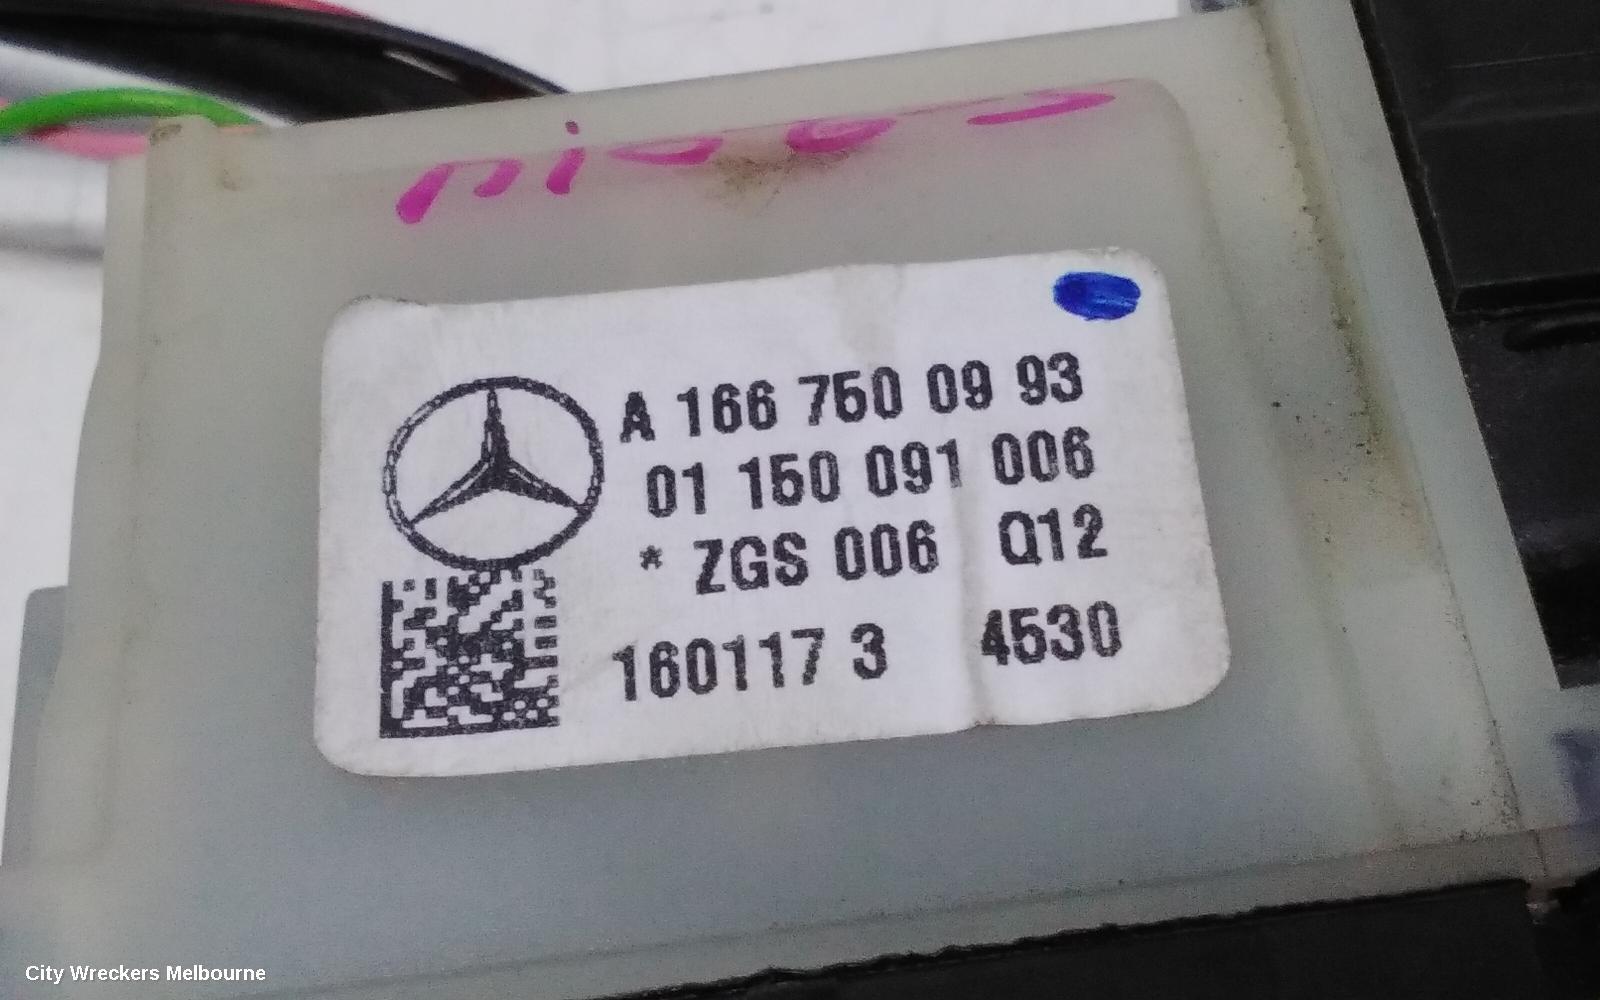 A 166 750 09 93
01 150 091 006
* ZGS 006 Q12
160117 3 4530
City Wreckers Melbourne